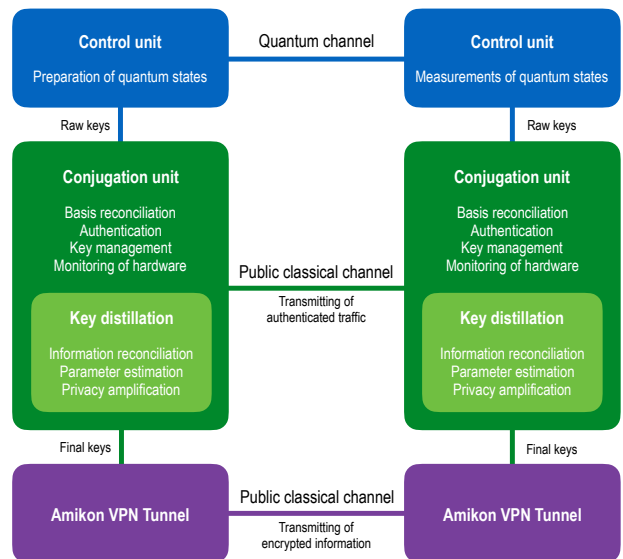 Control unit
Preparation of quantum states
Quantum channel
Control unit
Measurements of quantum states
Raw keys
Raw keys
Conjugation unit
Basis reconciliation
Authentication
Key management
Monitoring of hardware
Key distillation
Information reconciliation
Parameter estimation
Privacy amplification
Public classical channel
Transmitting of
authenticated traffic
Conjugation unit
Basis reconciliation
Authentication
Key management
Monitoring of hardware
Key distillation
Information reconciliation
Parameter estimation
Privacy amplification
Final keys
Final keys
Amikon VPN Tunnel
Public classical channel
Transmitting of
encrypted information
Amikon VPN Tunnel